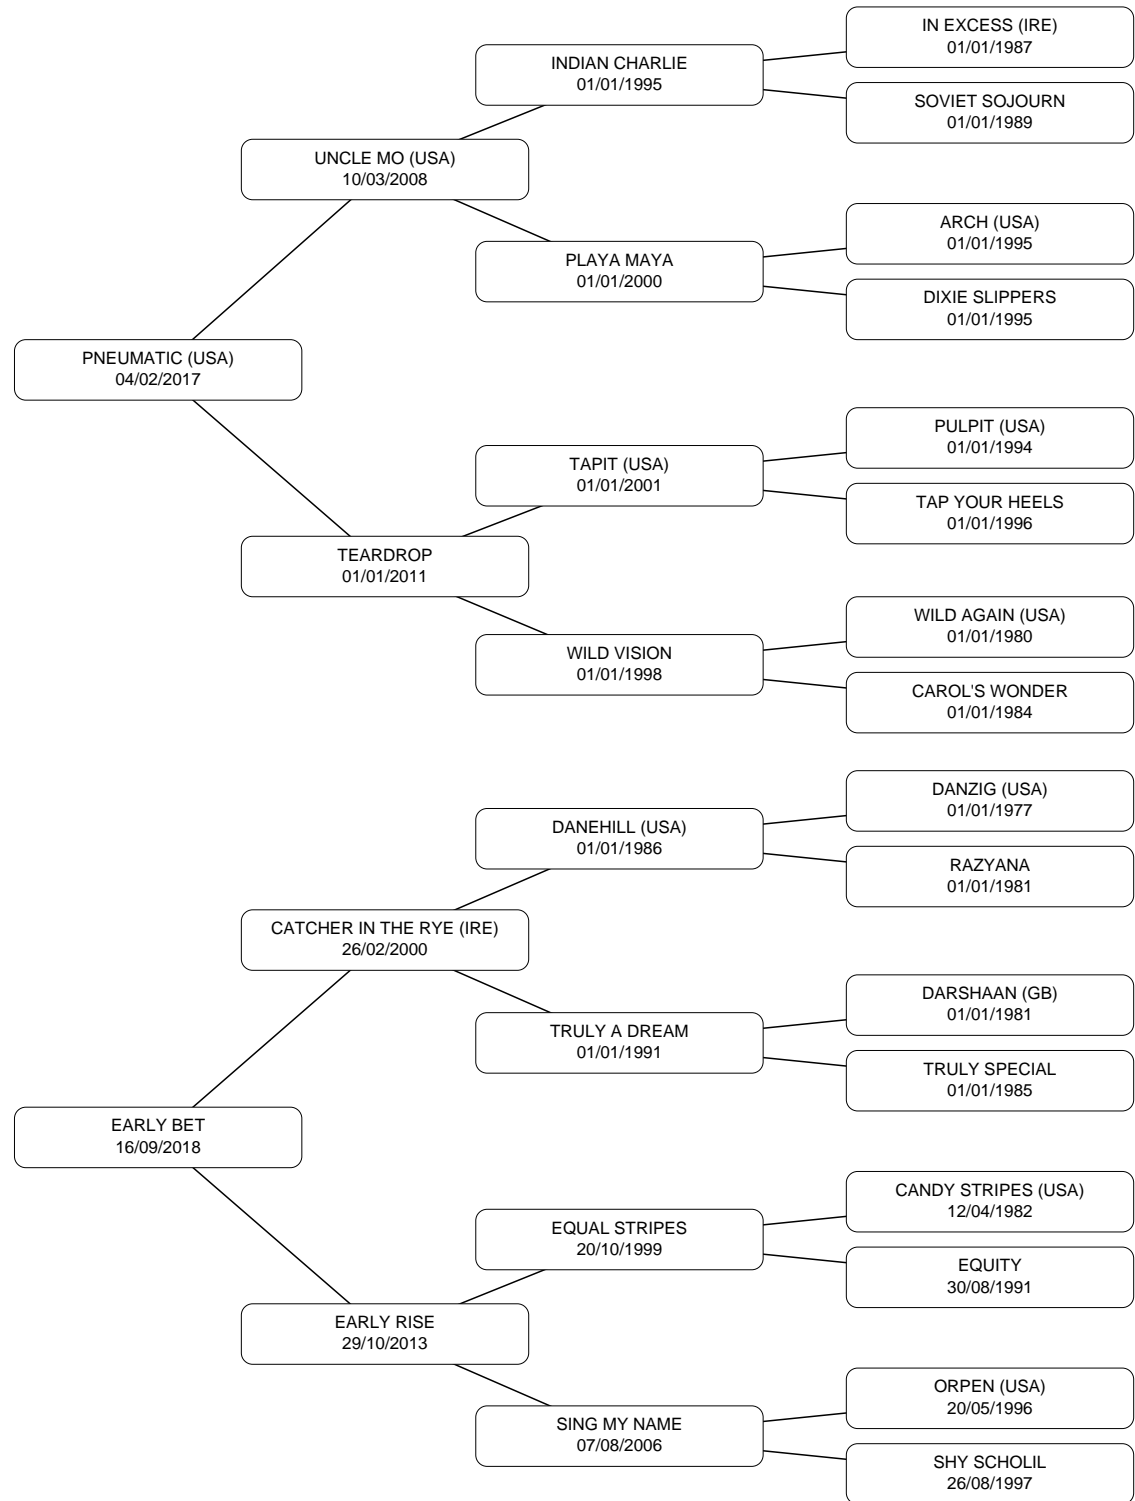 IN EXCESS (IRE)
01/01/1987
INDIAN CHARLIE
01/01/1995
SOVIET SOJOURN
01/01/1989
UNCLE MO (USA)
10/03/2008
ARCH (USA)
01/01/1995
PLAYA MAYA
01/01/2000
DIXIE SLIPPERS
01/01/1995
PNEUMATIC (USA)
04/02/2017
PULPIT (USA)
01/01/1994
TAPIT (USA)
01/01/2001
TAP YOUR HEELS
01/01/1996
TEARDROP
01/01/2011
WILD AGAIN (USA)
01/01/1980
WILD VISION
01/01/1998
CAROL'S WONDER
01/01/1984
DANZIG (USA)
01/01/1977
DANEHILL (USA)
01/01/1986
RAZYANA
01/01/1981
CATCHER IN THE RYE (IRE)
26/02/2000
DARSHAAN (GB)
01/01/1981
TRULY A DREAM
01/01/1991
TRULY SPECIAL
01/01/1985
EARLY BET
16/09/2018
CANDY STRIPES (USA)
12/04/1982
EQUAL STRIPES
20/10/1999
EQUITY
30/08/1991
EARLY RISE
29/10/2013
ORPEN (USA)
20/05/1996
SING MY NAME
07/08/2006
SHY SCHOLIL
26/08/1997